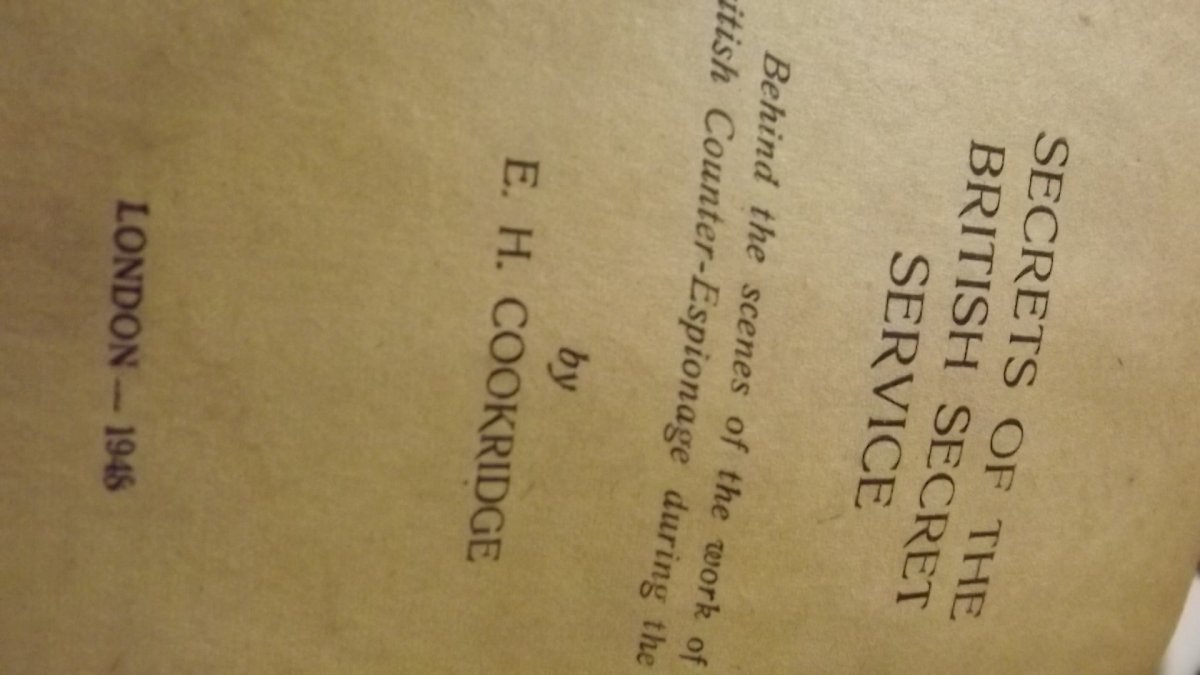 SECRETS OF THE
BRITISH SECRET
SERVICE
Behind the scenes of the work of
itish Counter-Espionage during the
by
E. H. COOKRIDGE
LONDON — 1948